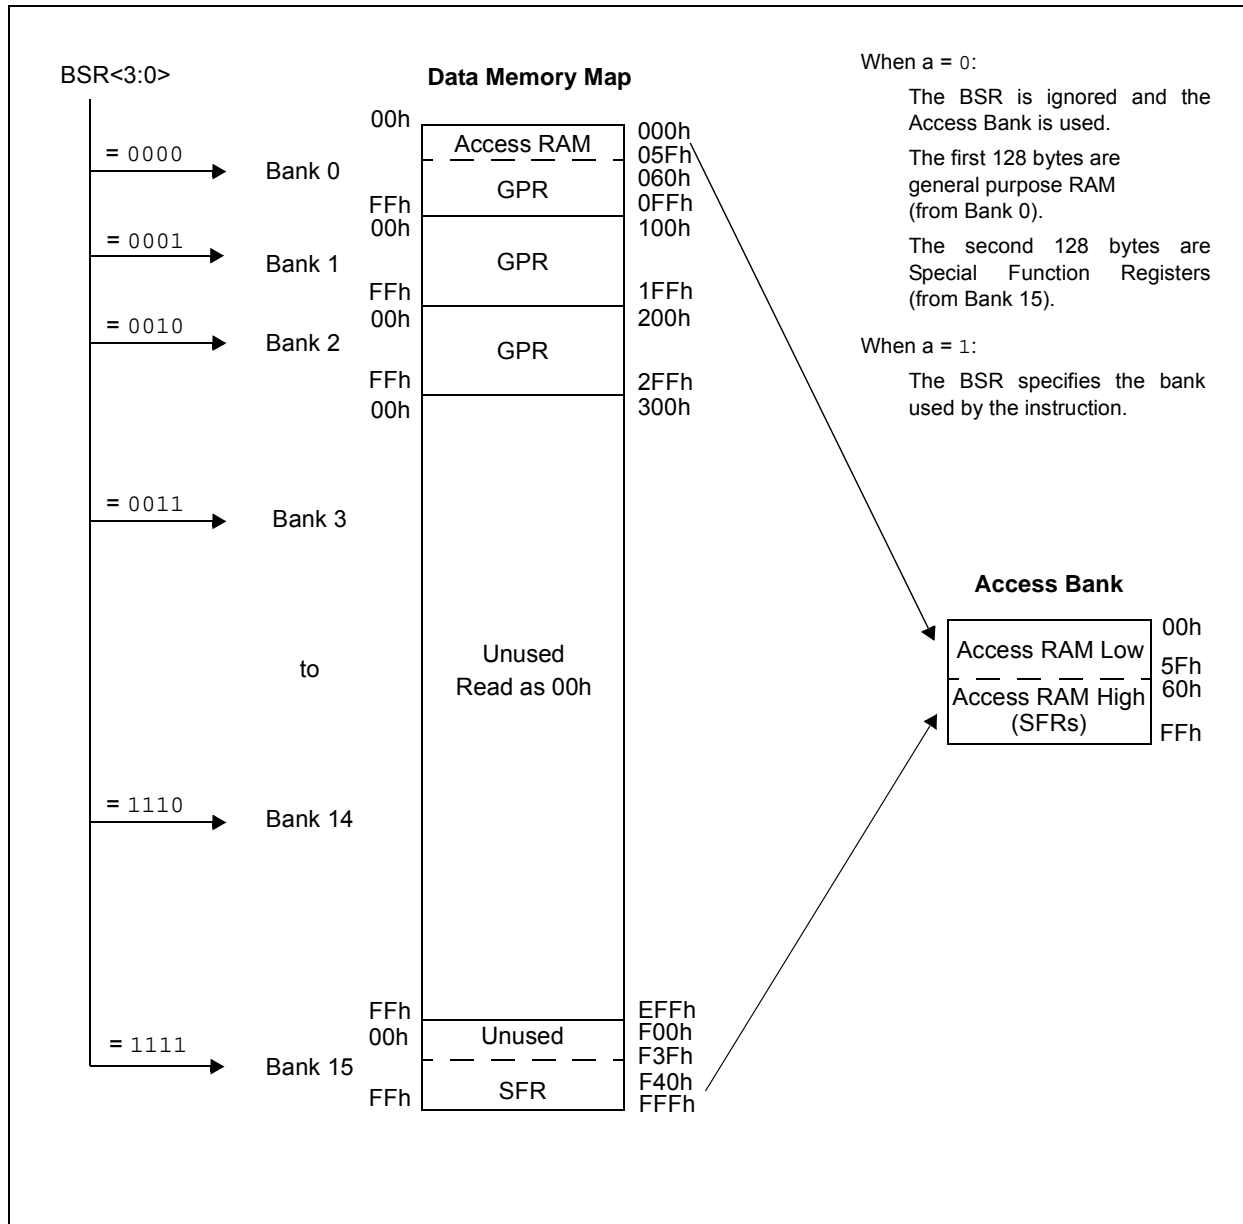 BSR<3:0>
= 0000
= 0001
= 0010
= 0011
= 1110
= 1111
Bank 0
Bank 1
Bank 2
Bank 3
to
Bank 14
Bank 15
Data Memory Map
00h
FFh
00h
FFh
00h
FFh
00h
FFh
00h
FFh
Access RAM
GPR
GPR
GPR
Unused
Read as 00h
Unused
SFR
000h
05Fh
060h
0FFh
100h
1FFh
200h
2FFh
300h
EFFh
F00h
F3Fh
F40h
FFFh
When a = 0:
The BSR is ignored and the
Access Bank is used.
The first 128 bytes are
general purpose RAM
(from Bank 0).
The second 128 bytes are
Special Function Registers
(from Bank 15).
When a = 1:
The BSR specifies the bank
used by the instruction.
Access Bank
Access RAM Low
Access RAM High
(SFRs)
00h
5Fh
60h
FFh